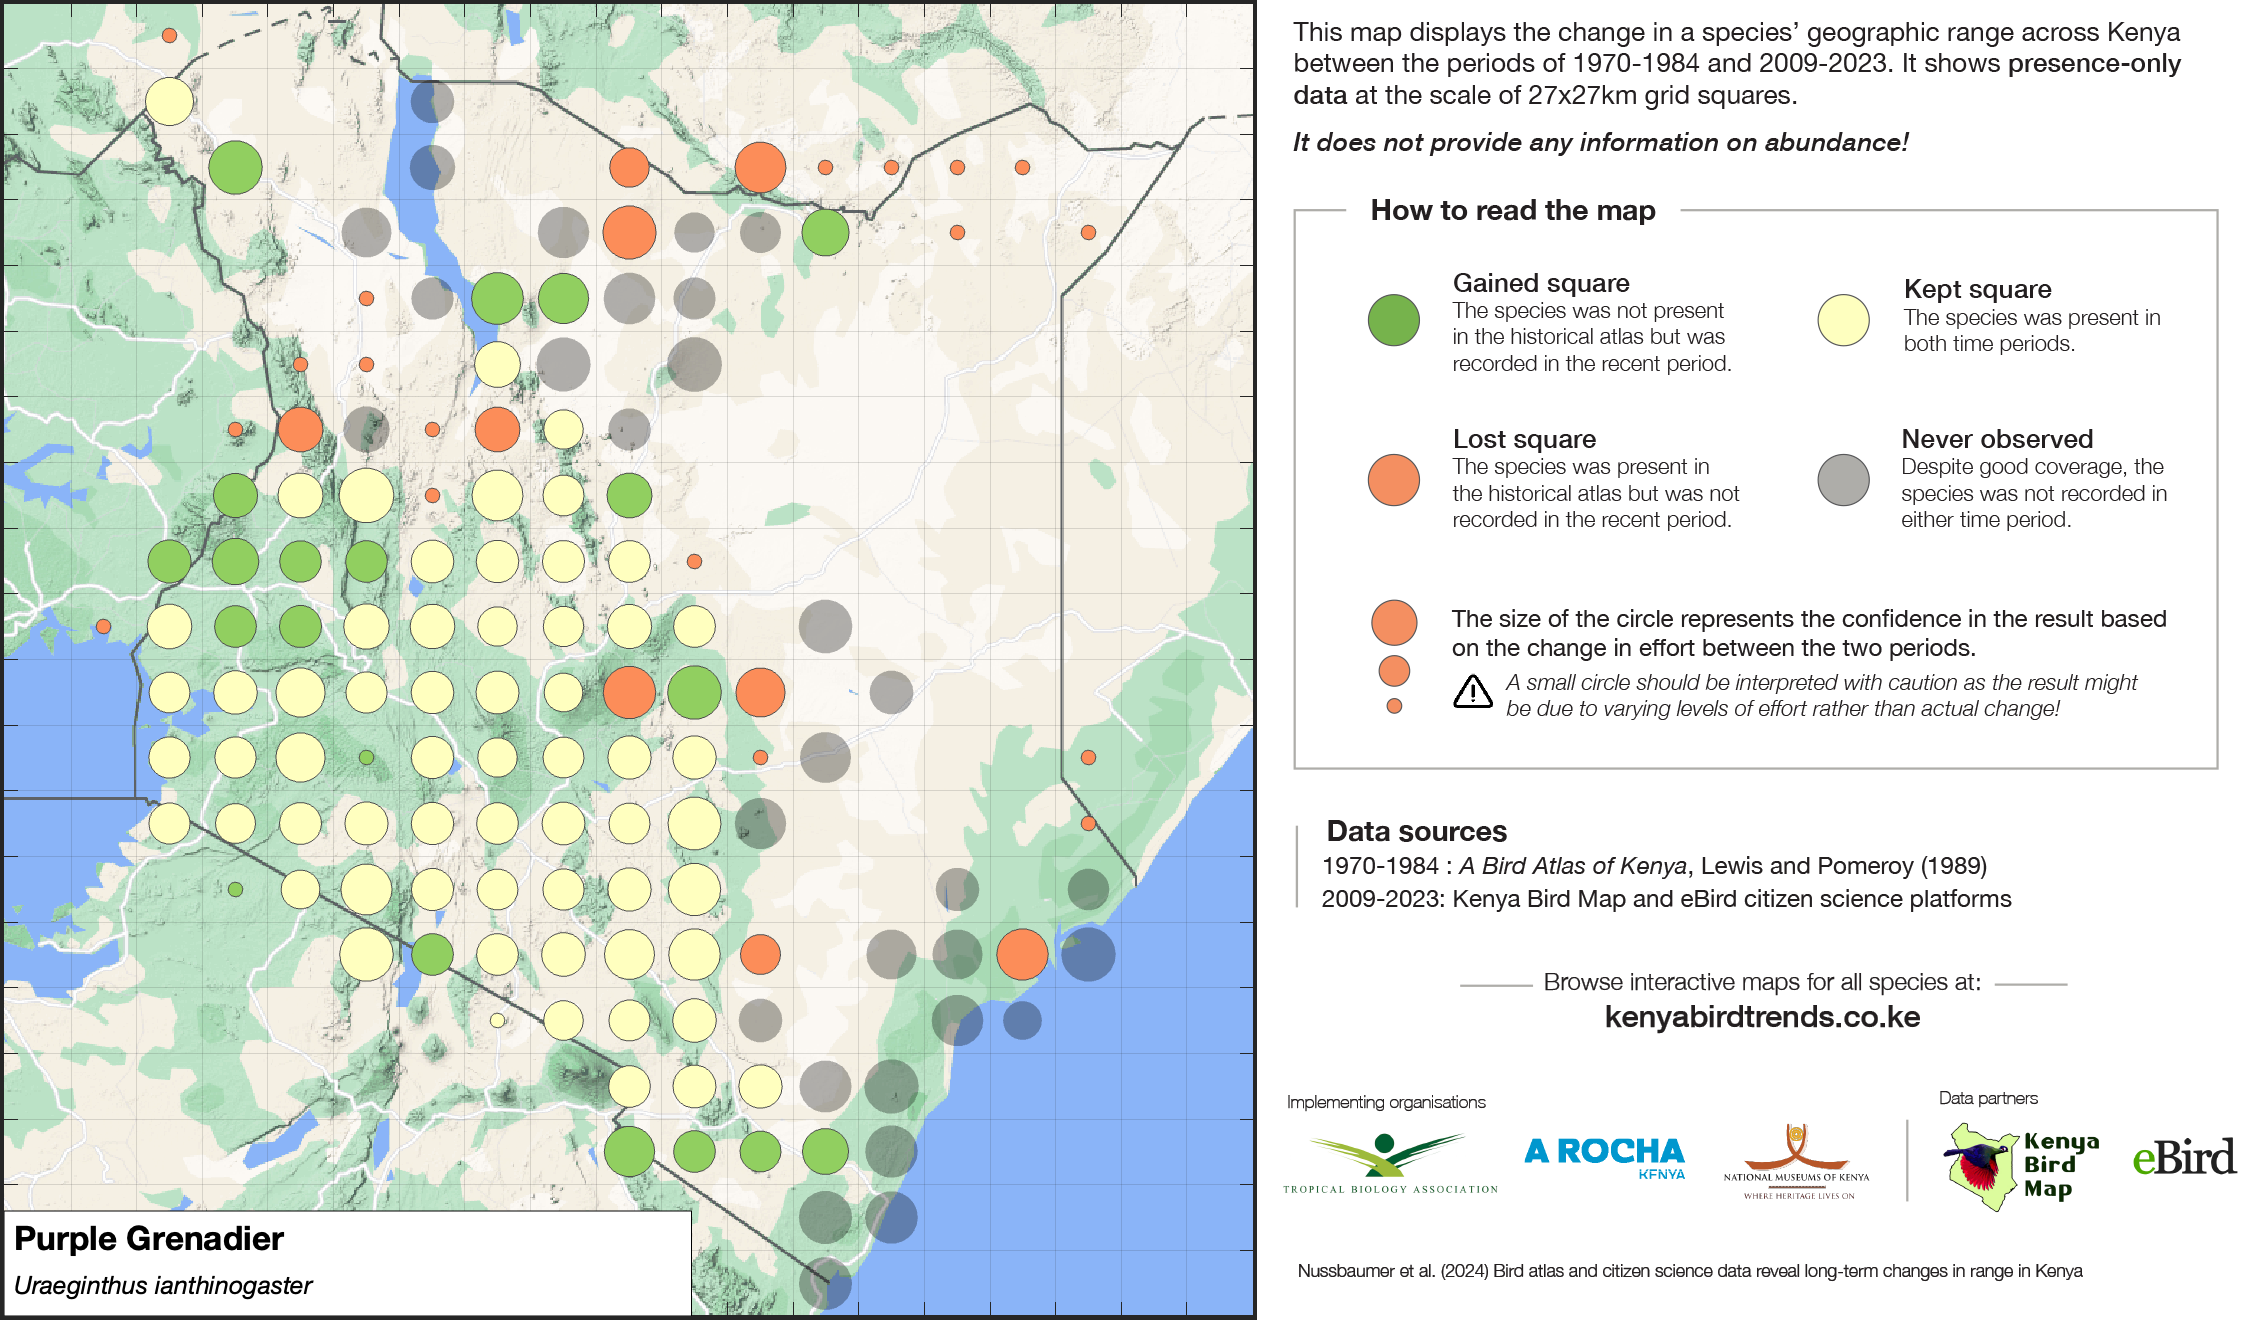 This map displays the change in a species’ geographic range across Kenya
between the periods of 1970-1984 and 2009-2023. It shows presence-only
data at the scale of 27x27km grid squares.
It does not provide any information on abundance!
How to read the map
Gained square
The species was not present
in the historical atlas but was
recorded in the recent period.
Kept square
The species was present in
both time periods.
Lost square
The species was present in
the historical atlas but was not
recorded in the recent period.
Never observed
Despite good coverage, the
species was not recorded in
either time period.
The size of the circle represents the confidence in the result based
on the change in effort between the two periods.
A small circle should be interpreted with caution as the result might
be due to varying levels of effort rather than actual change!
Data sources
1970-1984 : A Bird Atlas of Kenya, Lewis and Pomeroy (1989)
2009-2023: Kenya Bird Map and eBird citizen science platforms
Browse interactive maps for all species at:
kenyabirdtrends.co.ke
Implementing organisations
Data partners
TROPICAL BIOLOGY ASSOCIATION
A ROCHA
KENYA
NATIONAL MUSEUMS OF KENYA
WHERE HERITAGE LIVES ON
Kenya
Bird
Map
eBird
Purple Grenadier
Uraeginthus ianthinogaster
Nussbaumer et al. (2024) Bird atlas and citizen science data reveal long-term changes in range in Kenya